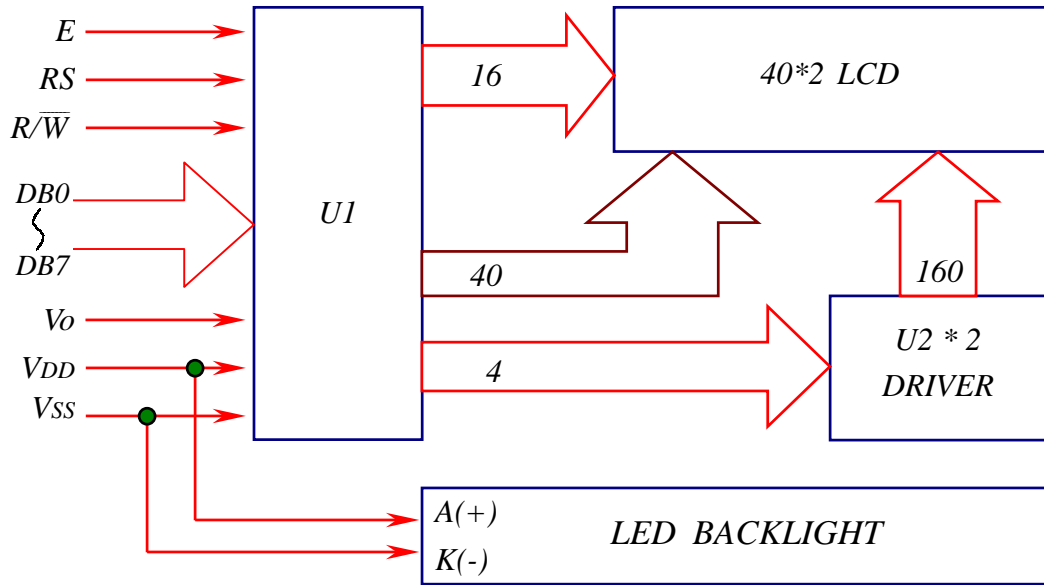 E
RS
R/W̅
DB0
DB7
Vo
VDD
VSS
U1
16
40*2 LCD
40
160
4
U2 * 2
DRIVER
A(+)
K(-)
LED BACKLIGHT